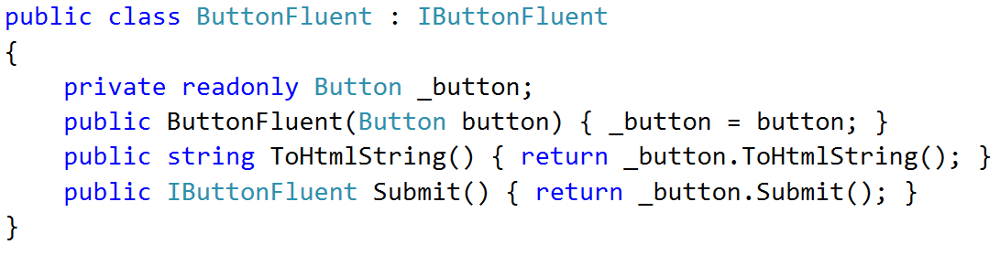 public class ButtonFluent : IButtonFluent
{
    private readonly Button _button;
    public ButtonFluent(Button button) { _button = button; }
    public string ToHtmlString() { return _button.ToHtmlString(); }
    public IButtonFluent Submit() { return _button.Submit(); }
}